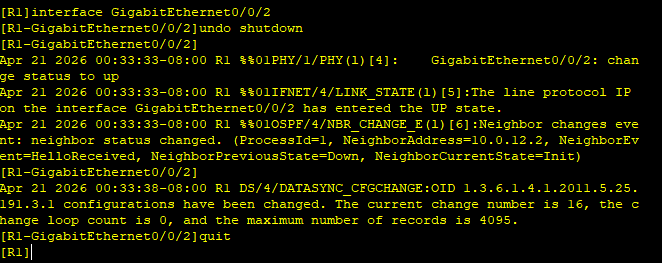 [R1]interface GigabitEthernet0/0/2
[R1-GigabitEthernet0/0/2]undo shutdown
[R1-GigabitEthernet0/0/2]
Apr 21 2026 00:33:33-08:00 R1 %%01PHY/1/PHY(l)[4]:    GigabitEthernet0/0/2: chan
ge status to up
Apr 21 2026 00:33:33-08:00 R1 %%01IFNET/4/LINK_STATE(l)[5]:The line protocol IP
on the interface GigabitEthernet0/0/2 has entered the UP state.
Apr 21 2026 00:33:33-08:00 R1 %%01OSPF/4/NBR_CHANGE_E(l)[6]:Neighbor changes eve
nt: neighbor status changed. (ProcessId=1, NeighborAddress=10.0.12.2, NeighborEv
ent=HelloReceived, NeighborPreviousState=Down, NeighborCurrentState=Init)
[R1-GigabitEthernet0/0/2]
Apr 21 2026 00:33:38-08:00 R1 DS/4/DATASYNC_CFGCHANGE:OID 1.3.6.1.4.1.2011.5.25.
191.3.1 configurations have been changed. The current change number is 16, the c
hange loop count is 0, and the maximum number of records is 4095.
[R1-GigabitEthernet0/0/2]quit
[R1]